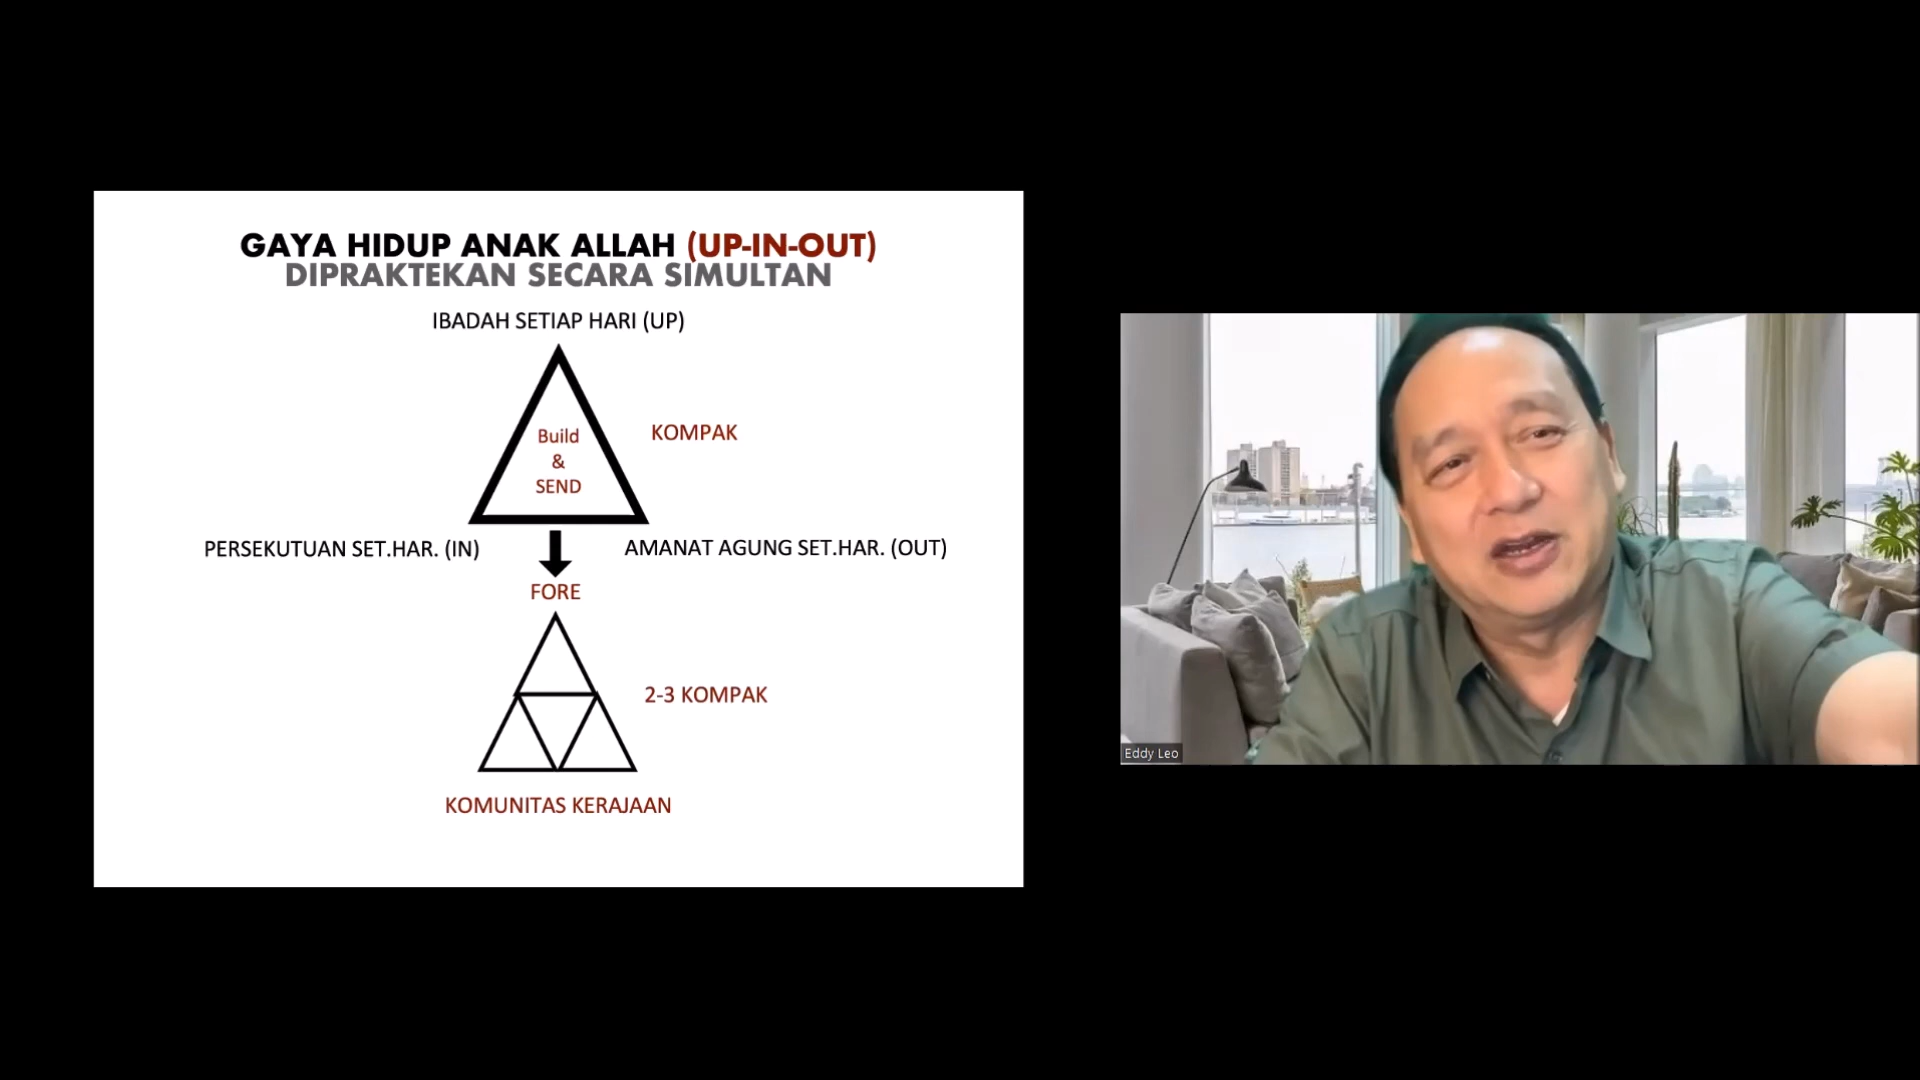 GAYA HIDUP ANAK ALLAH (UP-IN-OUT)
DIPRAKTEKAN SECARA SIMULTAN
IBADAH SETIAP HARI (UP)
Build
&
SEND
KOMPAK
PERSEKUTUAN SET.HAR. (IN)
AMANAT AGUNG SET.HAR. (OUT)
FORE
2-3 KOMPAK
KOMUNITAS KERAJAAN
Eddy Leo